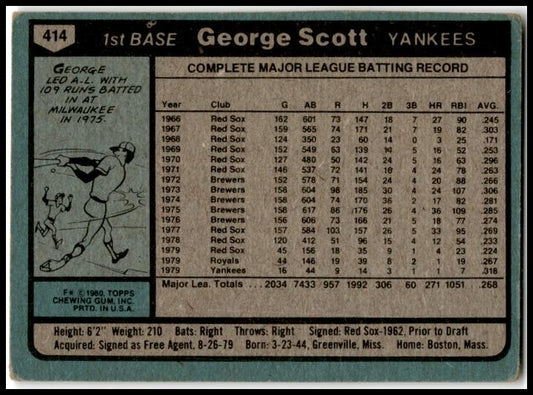 414 1st BASE George Scott YANKEES
GEORGE
LED A.L. WITH
109 RUNS BATTED
IN AT
MILWAUKEE
IN 1975.
COMPLETE MAJOR LEAGUE BATTING RECORD
Year Club G AB R H 2B 3B HR RBI AVG.
1966 Red Sox 162 601 73 147 18 7 27 90 .245
1967 Red Sox 159 565 74 171 21 7 19 82 .303
1968 Red Sox 124 350 23 60 14 0 3 25 .171
1969 Red Sox 152 549 63 139 14 5 16 52 .253
1970 Red Sox 127 480 50 142 24 5 16 63 .296
1971 Red Sox 146 537 72 141 18 4 24 78 .263
1972 Brewers 152 578 71 154 24 4 20 88 .266
1973 Brewers 158 604 98 185 30 4 24 107 .306
1974 Brewers 158 604 74 170 36 2 17 82 .281
1975 Brewers 158 617 86 176 26 4 36 109 .285
1976 Brewers 156 606 73 166 21 5 18 77 .274
1977 Red Sox 157 584 103 157 26 5 33 95 .269
1978 Red Sox 120 412 51 96 15 4 12 54 .233
1979 Red Sox 45 156 18 35 9 1 4 23 .224
1979 Royals 44 146 19 39 8 2 1 19 .267
1979 Yankees 16 44 9 14 3 1 1 7 .318
Major Lea. Totals 2034 7433 957 1992 306 60 271 1051 .268
F* © 1980, TOPPS
CHEWING GUM, INC.
PRTD. IN U.S.A.
Height: 6'2" Weight: 210 Bats: Right Throws: Right Signed: Red Sox-1962, Prior to Draft
Acquired: Signed as Free Agent, 8-26-79 Born: 3-23-44, Greenville, Miss. Home: Boston, Mass.